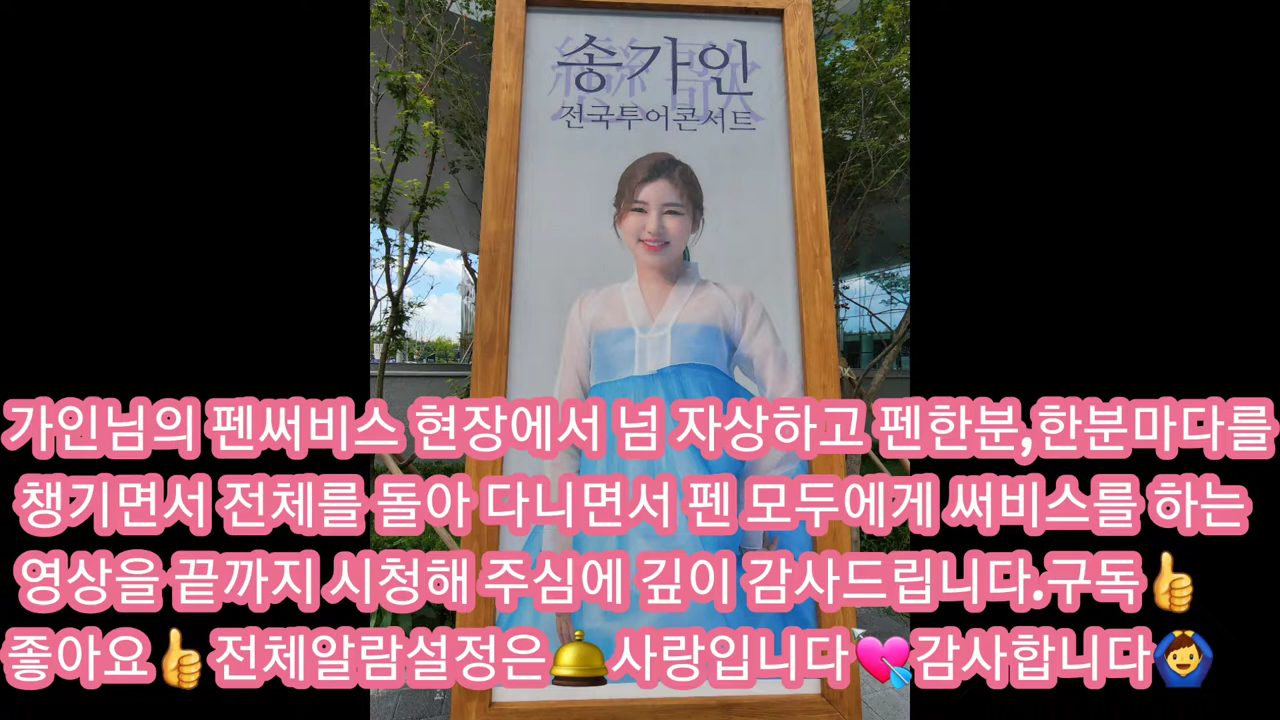 송가인
戀歌
전국투어콘서트
가인님의 펜써비스 현장에서 넘 자상하고 펜한분,한분마다를
챙기면서 전체를 돌아 다니면서 펜 모두에게 써비스를 하는
영상을 끝까지 시청해 주심에 깊이 감사드립니다.구독👍
좋아요👍전체알람설정은🛎️사랑입니다💘감사합니다🙆‍♂️